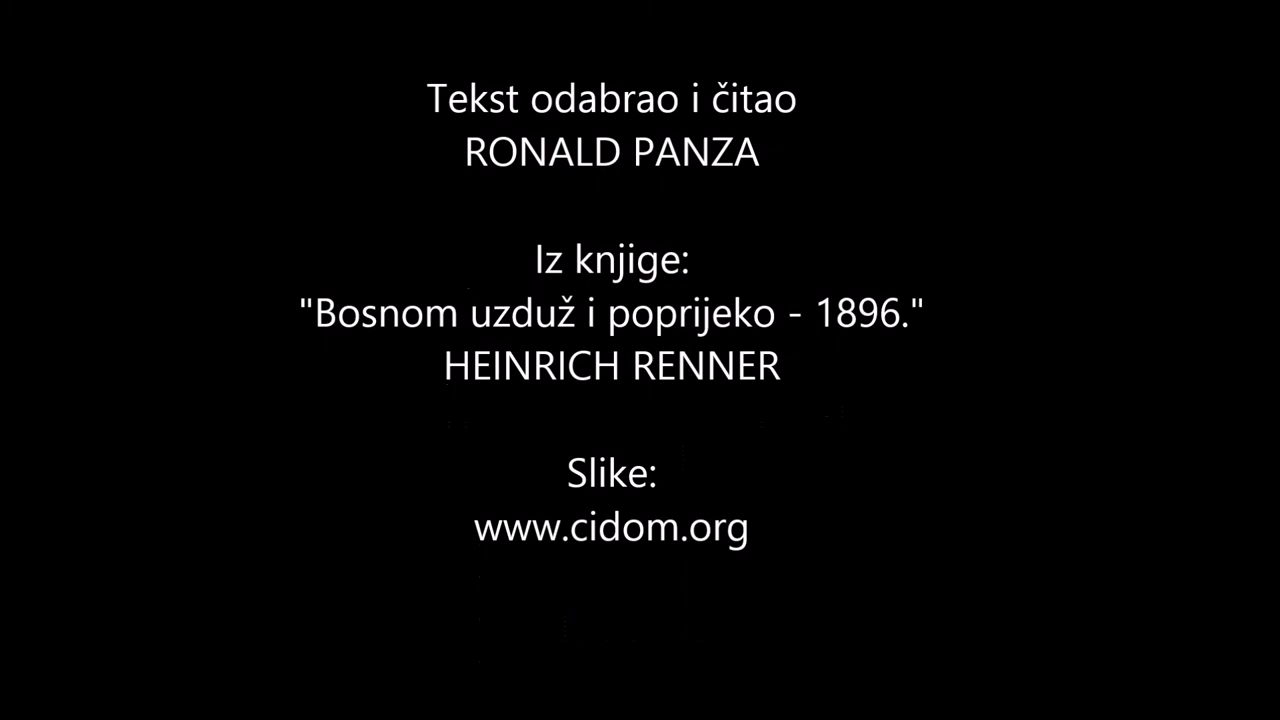 Tekst odabrao i čitao
RONALD PANZA
Iz knjige:
"Bosnom uzduž i poprijeko - 1896."
HEINRICH RENNER
Slike:
www.cidom.org